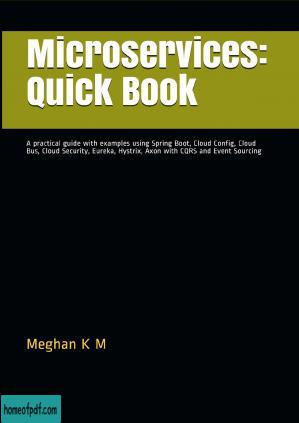 Microservices:
Quick Book
A practical guide with examples using Spring Boot, Cloud Config, Cloud
Bus, Cloud Security, Eureka, Hystrix, Axon with CQRS and Event Sourcing
Meghan K M
homeofpdf.com